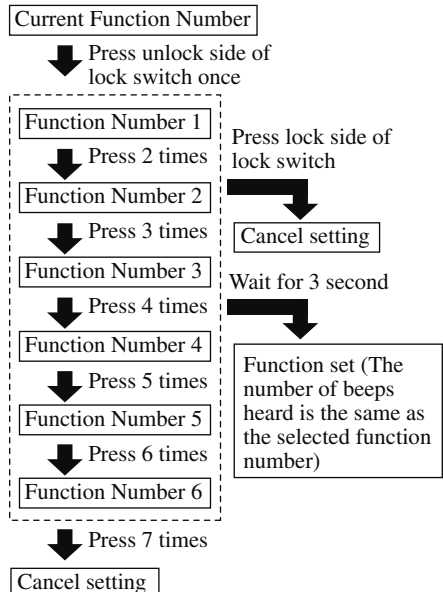 Current Function Number
Press unlock side of
lock switch once
Function Number 1
Press 2 times
Function Number 2
Press 3 times
Function Number 3
Press 4 times
Function Number 4
Press 5 times
Function Number 5
Press 6 times
Function Number 6
Press 7 times
Cancel setting
Press lock side of
lock switch
Cancel setting
Wait for 3 second
Function set (The
number of beeps
heard is the same as
the selected function
number)